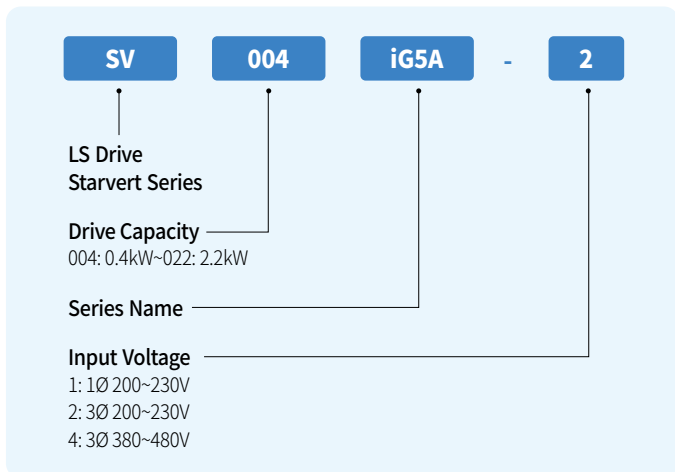 SV 004 iG5A - 2
LS Drive
Starvert Series
Drive Capacity
004: 0.4kW~022: 2.2kW
Series Name
Input Voltage
1: 1Ø 200~230V
2: 3Ø 200~230V
4: 3Ø 380~480V